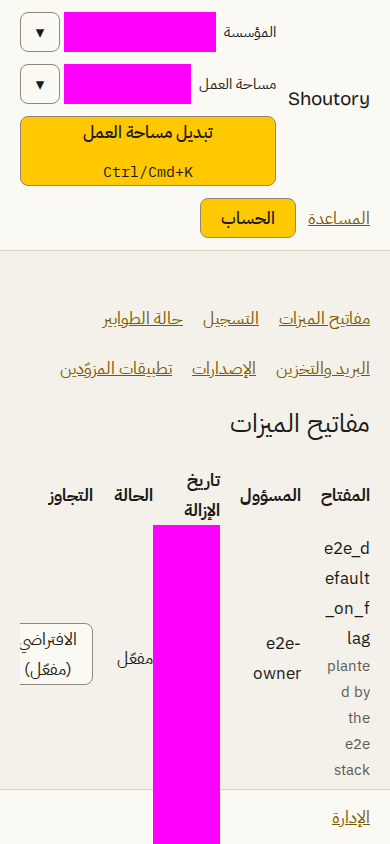 المؤسسة
▼
مساحة العمل
▼
Shoutory
تبديل مساحة العمل
Ctrl/Cmd+K
المساعدة
الحساب
مفاتيح الميزات التسجيل حالة الطوابير
البريد والتخزين الإصدارات تطبيقات المزوّدين
مفاتيح الميزات
المفتاح المسؤول تاريخ الإزالة الحالة التجاوز
e2e_d
efault
_on_f
lag
plante
d by
the
e2e
stack
e2e-
owner
مفعّل
الافتراضي
(مفعّل)
الإدارة